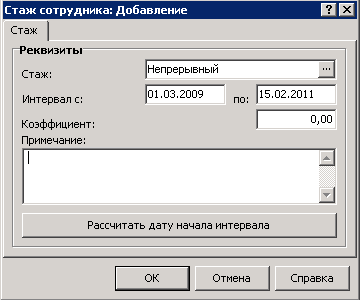 Стаж сотрудника: Добавление
Стаж
Реквизиты
Стаж: Непрерывный ...
Интервал с: 01.03.2009 по: 15.02.2011
Коэффициент: 0,00
Примечание:
Рассчитать дату начала интервала
ОК Отмена Справка